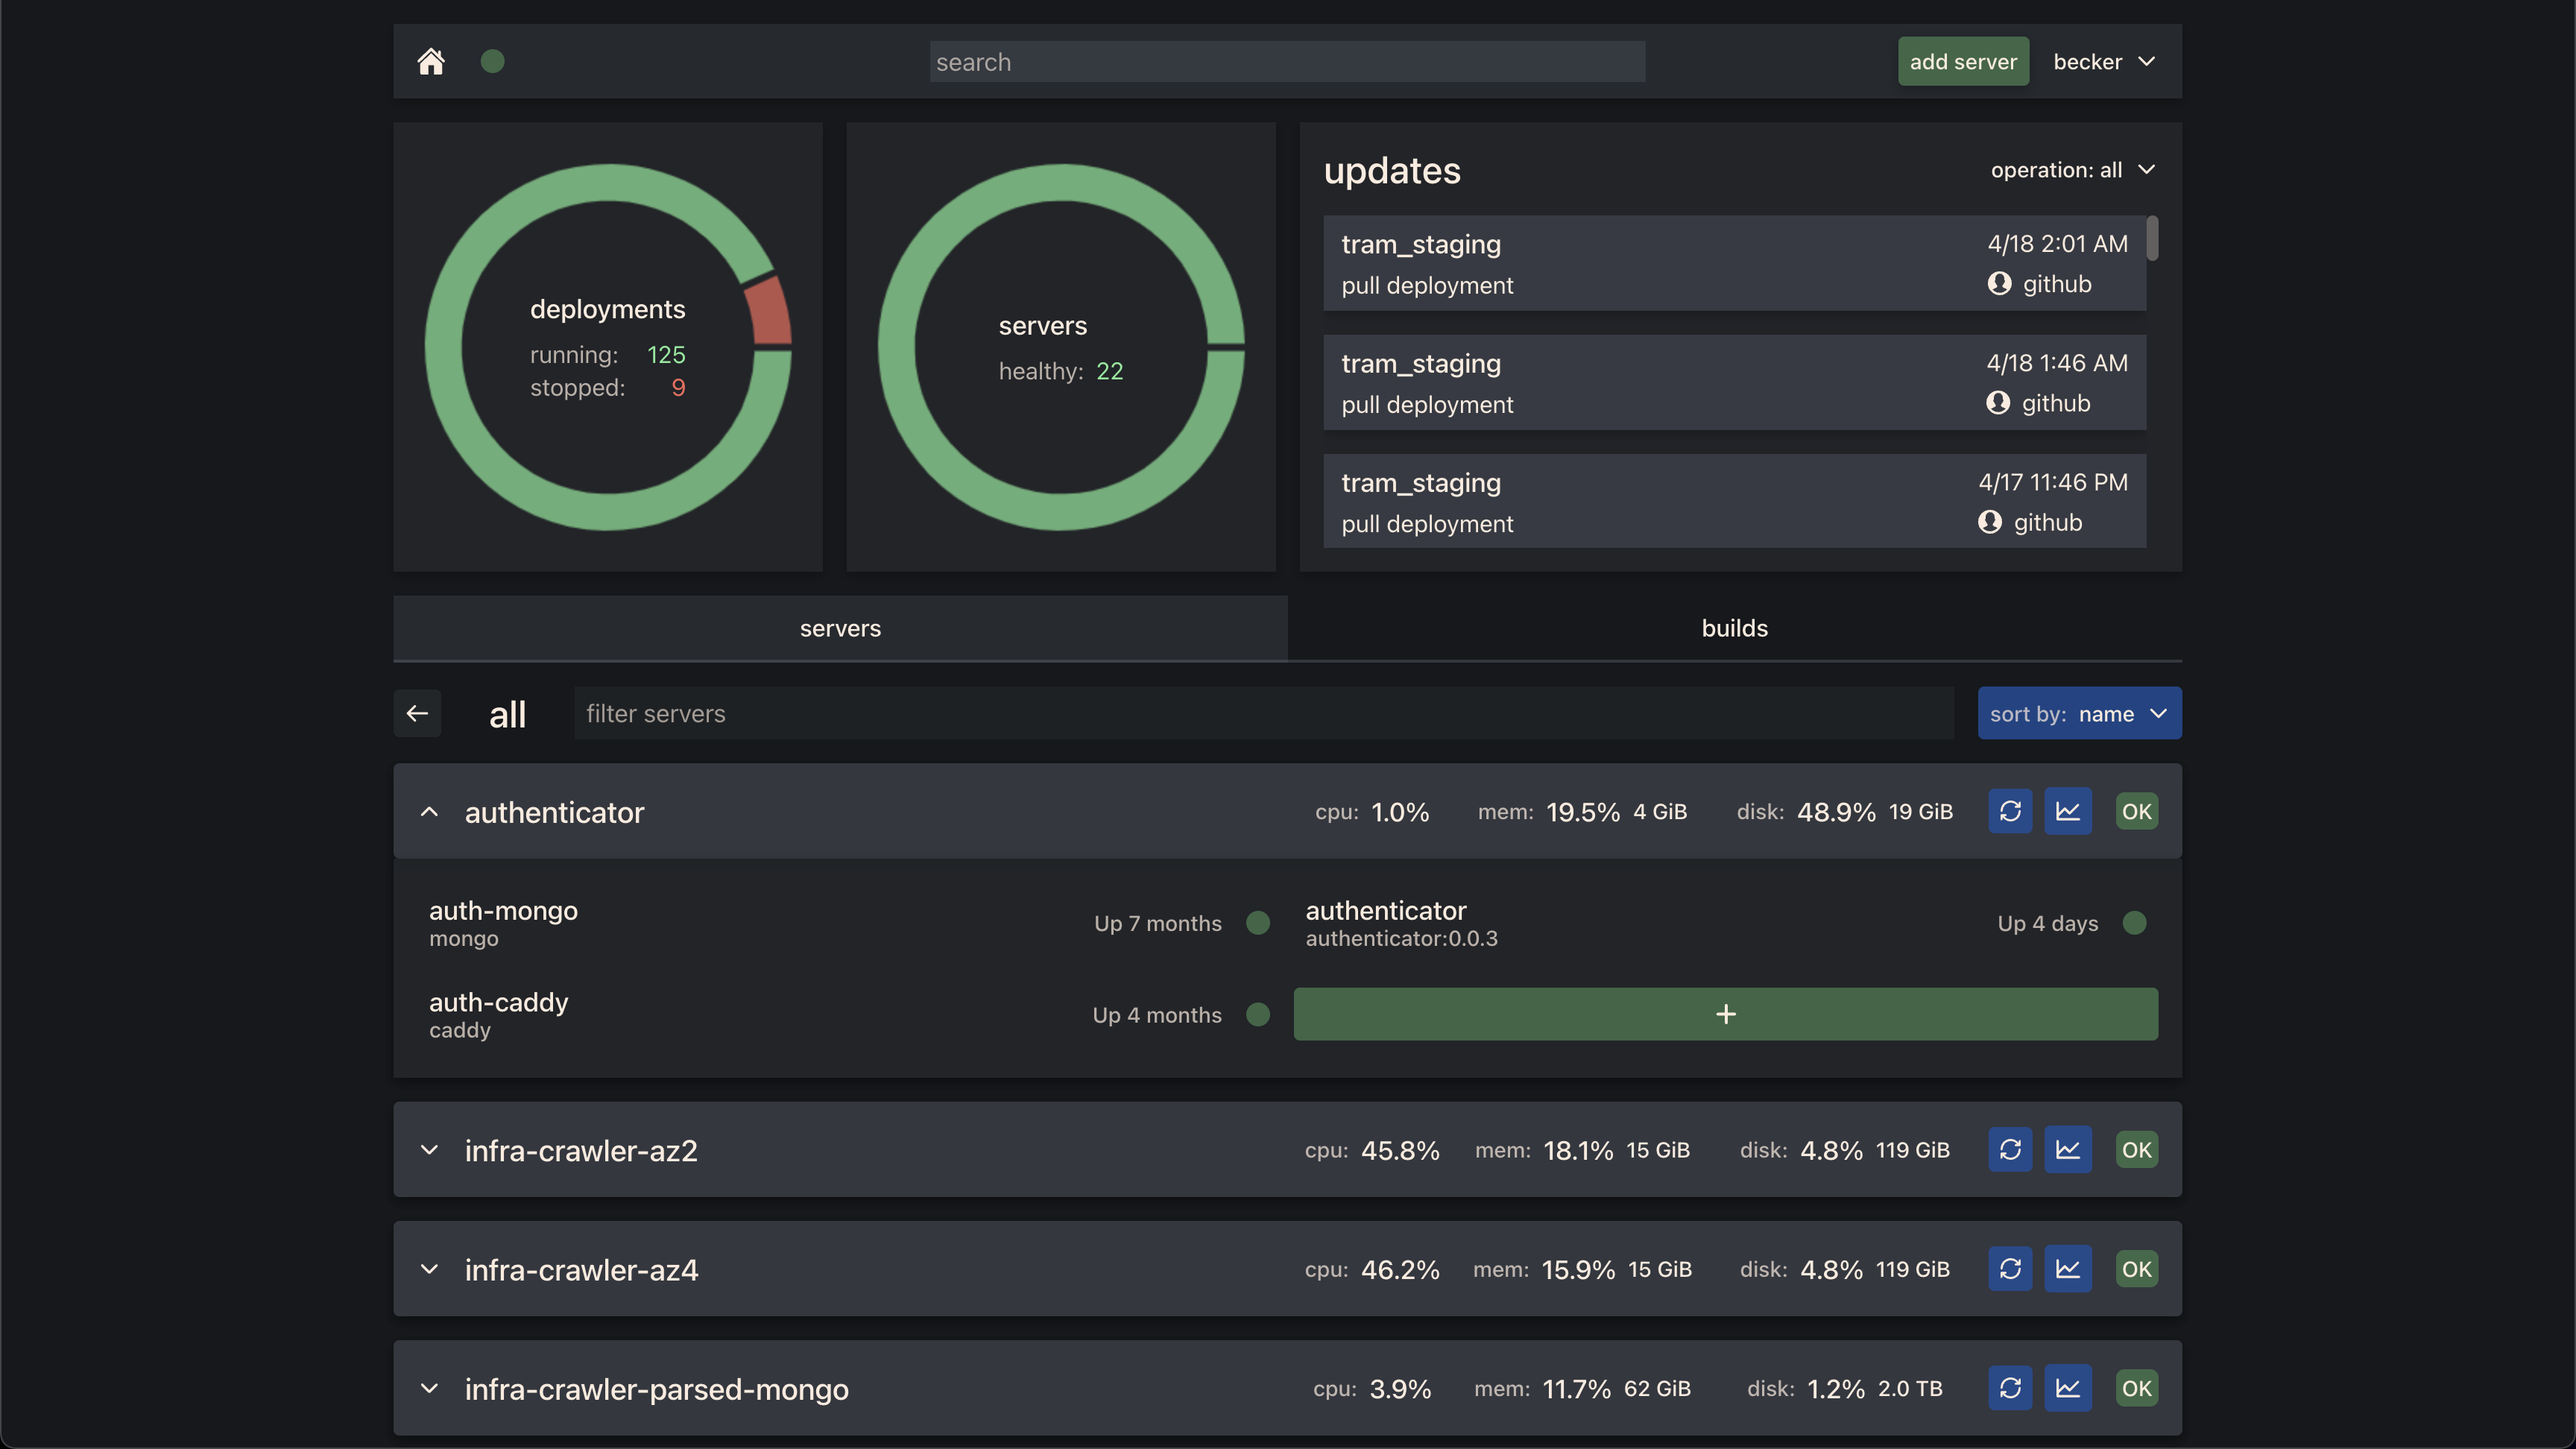 search
add server
becker
deployments
running: 125
stopped: 9
servers
healthy: 22
updates
operation: all
tram_staging
4/18 2:01 AM
pull deployment
github
tram_staging
4/18 1:46 AM
pull deployment
github
tram_staging
4/17 11:46 PM
pull deployment
github
servers
builds
all
filter servers
sort by: name
authenticator
cpu: 1.0% mem: 19.5% 4 GiB disk: 48.9% 19 GiB
OK
auth-mongo
mongo
Up 7 months
authenticator
authenticator:0.0.3
Up 4 days
auth-caddy
caddy
Up 4 months
+
infra-crawler-az2
cpu: 45.8% mem: 18.1% 15 GiB disk: 4.8% 119 GiB
OK
infra-crawler-az4
cpu: 46.2% mem: 15.9% 15 GiB disk: 4.8% 119 GiB
OK
infra-crawler-parsed-mongo
cpu: 3.9% mem: 11.7% 62 GiB disk: 1.2% 2.0 TB
OK